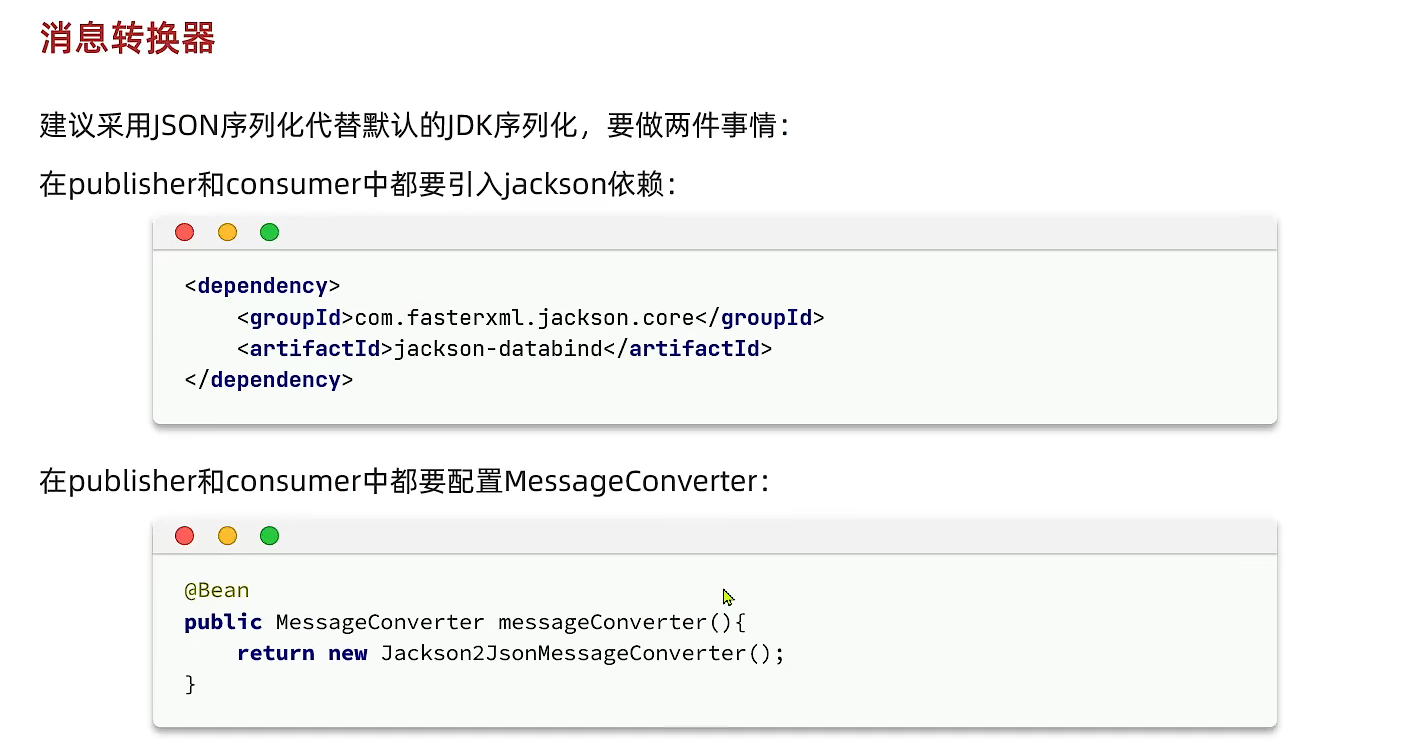 消息转换器
建议采用JSON序列化代替默认的JDK序列化，要做两件事情：
在publisher和consumer中都要引入jackson依赖：
<dependency>
    <groupId>com.fasterxml.jackson.core</groupId>
    <artifactId>jackson-databind</artifactId>
</dependency>
在publisher和consumer中都要配置MessageConverter：
@Bean
public MessageConverter messageConverter(){
    return new Jackson2JsonMessageConverter();
}